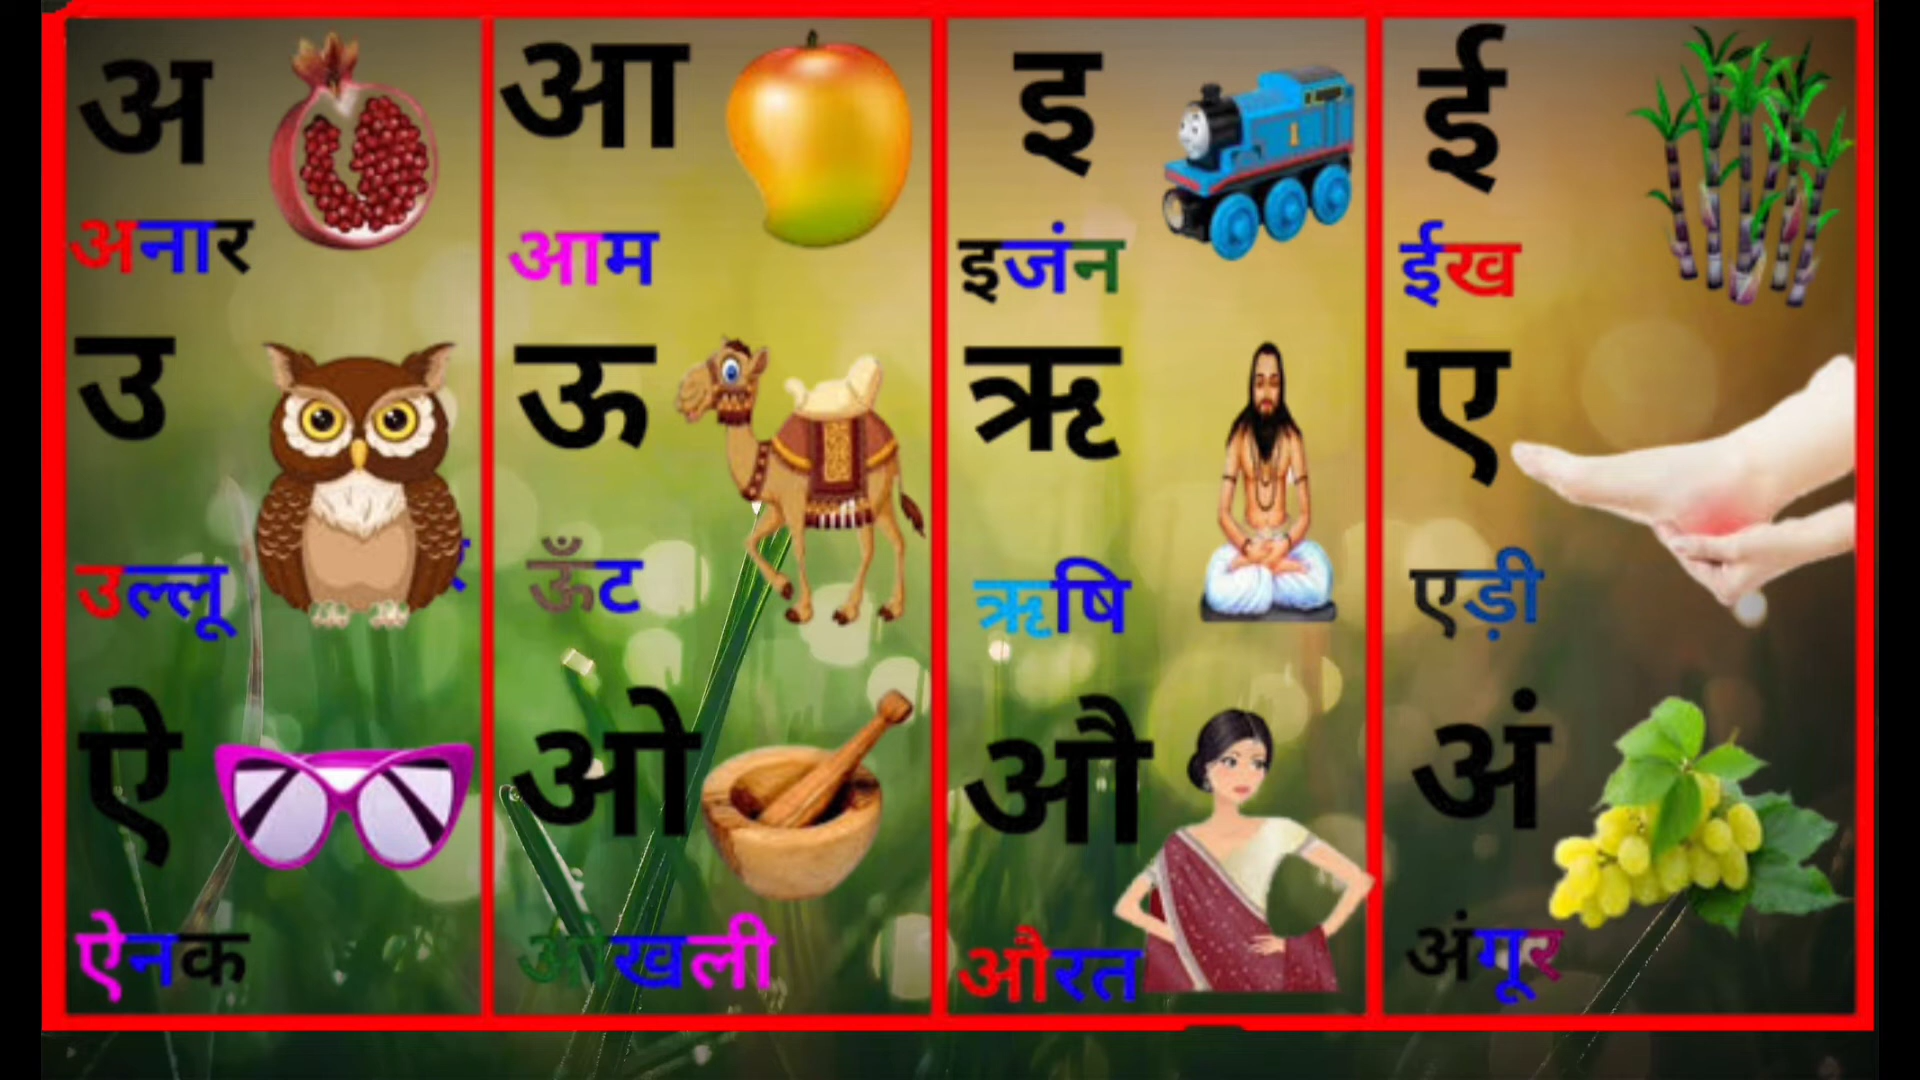 अ आ इ ई
अनार आम इजंन ईख
उ ऊ ऋ ए
उल्लू ऊँट ऋषि एड़ी
ऐ ओ औ अं
ऐनक ओखली औरत अंगूर